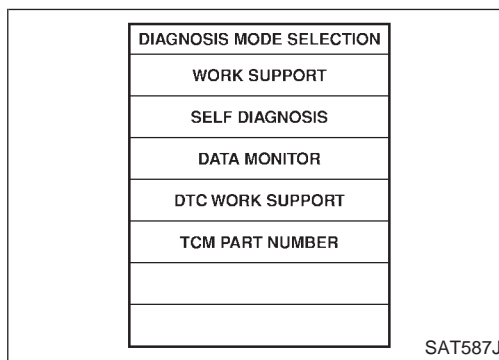 DIAGNOSIS MODE SELECTION
WORK SUPPORT
SELF DIAGNOSIS
DATA MONITOR
DTC WORK SUPPORT
TCM PART NUMBER
SAT587J